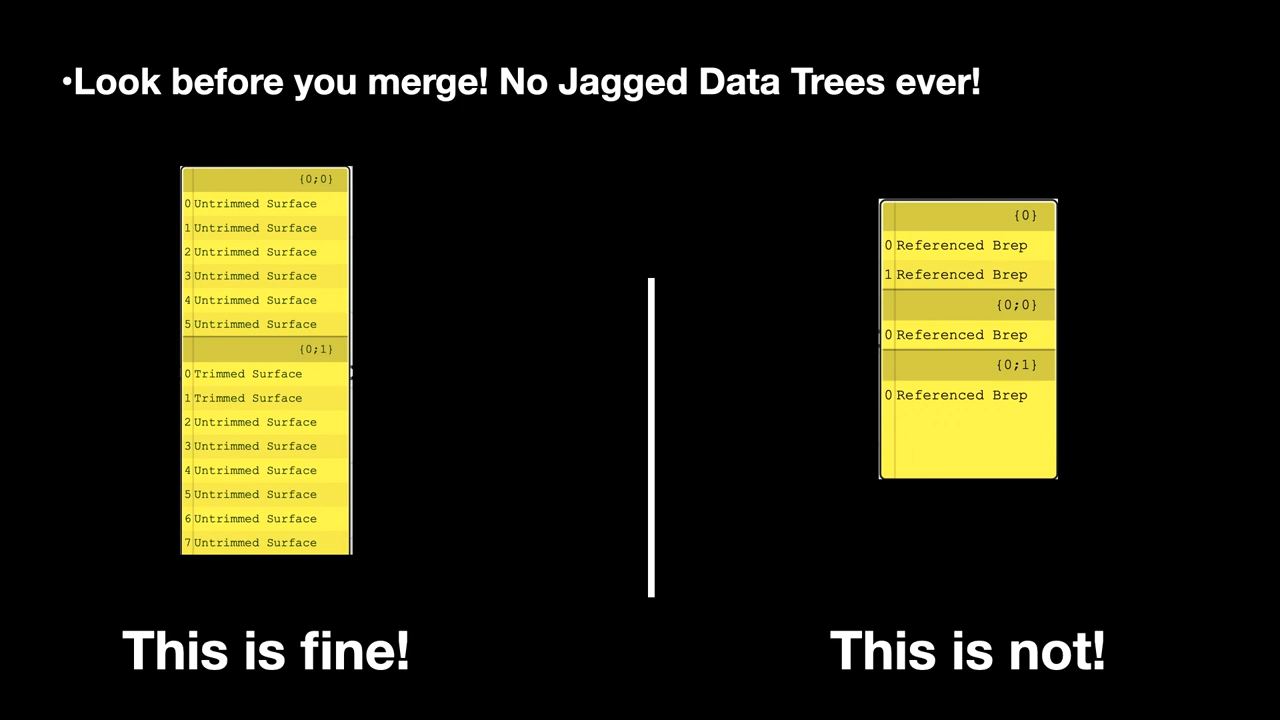 •Look before you merge! No Jagged Data Trees ever!
{0;0}
0 Untrimmed Surface
1 Untrimmed Surface
2 Untrimmed Surface
3 Untrimmed Surface
4 Untrimmed Surface
5 Untrimmed Surface
{0;1}
0 Trimmed Surface
1 Trimmed Surface
2 Untrimmed Surface
3 Untrimmed Surface
4 Untrimmed Surface
5 Untrimmed Surface
6 Untrimmed Surface
7 Untrimmed Surface
This is fine!
{0}
0 Referenced Brep
1 Referenced Brep
{0;0}
0 Referenced Brep
{0;1}
0 Referenced Brep
This is not!